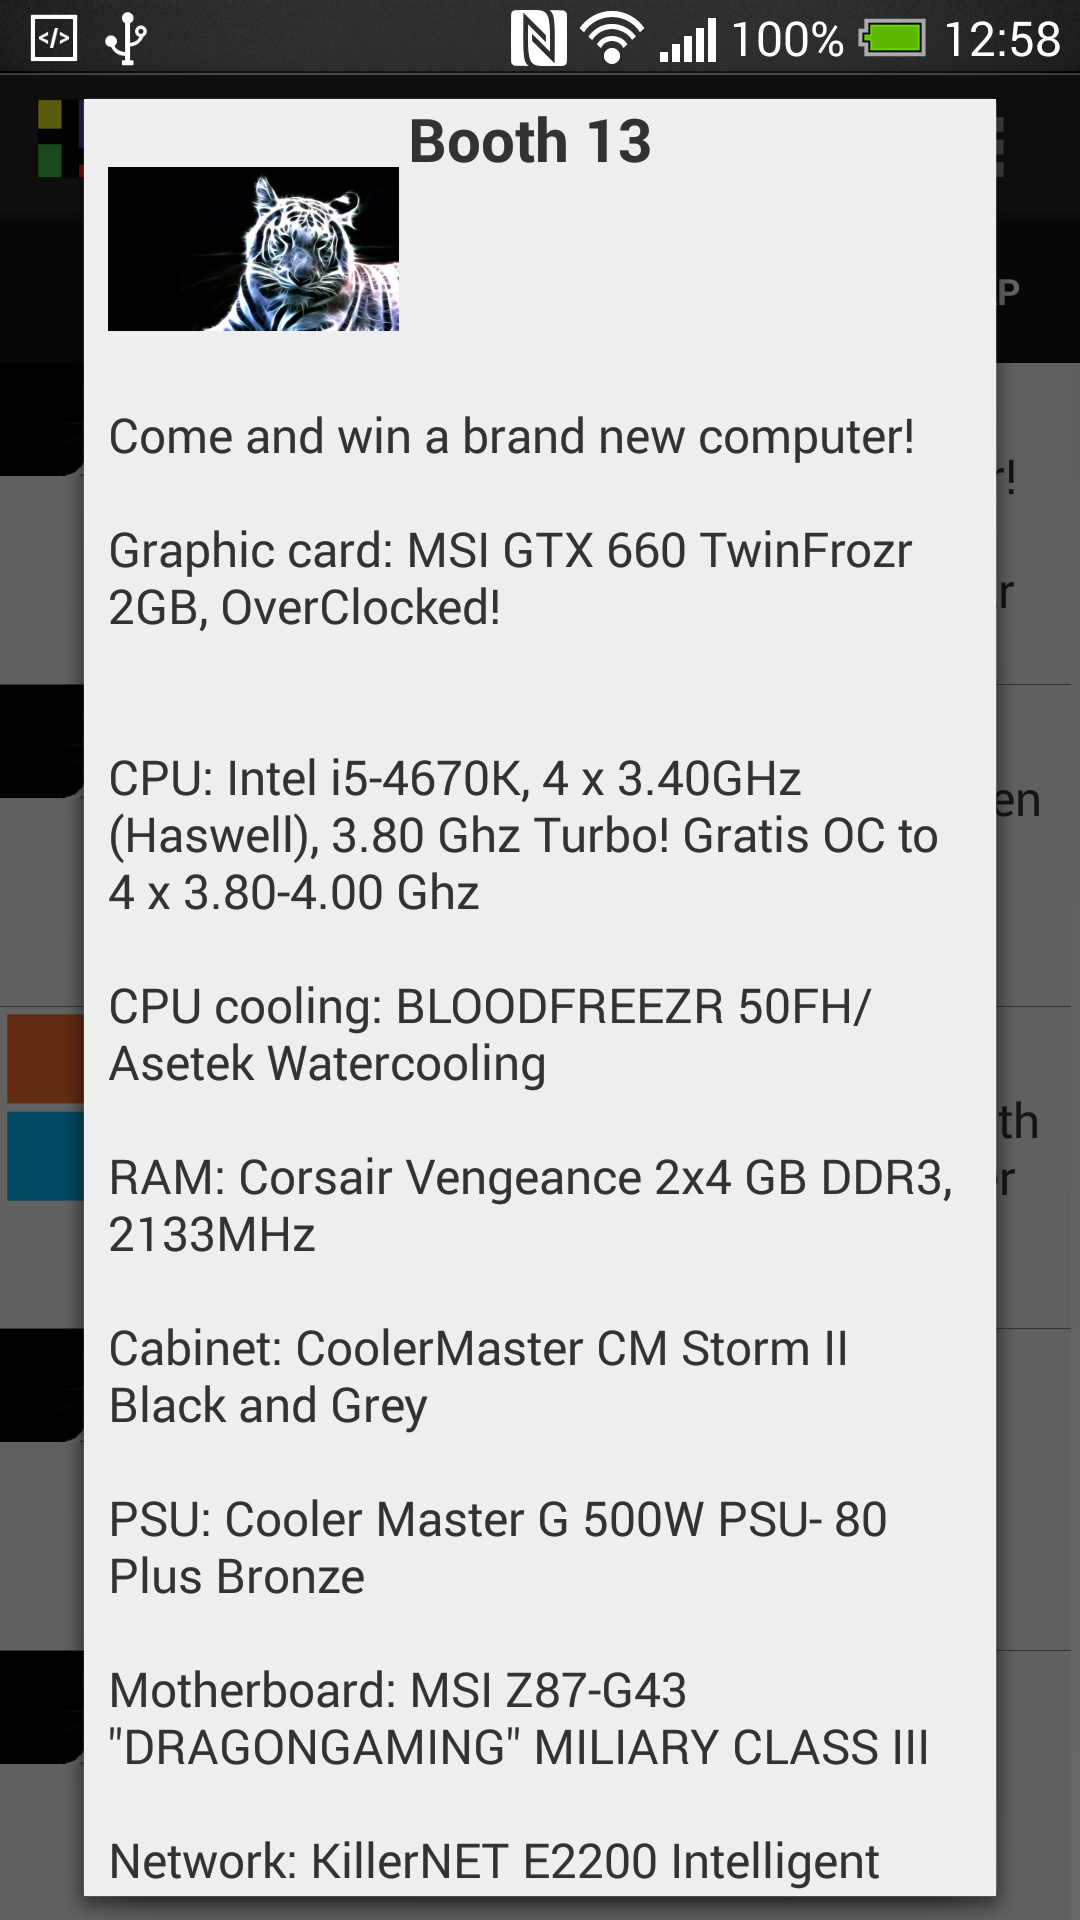 100% 12:58
Booth 13
P
Come and win a brand new computer!
r!
Graphic card: MSI GTX 660 TwinFrozr
2GB, OverClocked!
r
CPU: Intel i5-4670K, 4 x 3.40GHz
en
(Haswell), 3.80 Ghz Turbo! Gratis OC to
4 x 3.80-4.00 Ghz
CPU cooling: BLOODFREEZR 50FH/
Asetek Watercooling
th
RAM: Corsair Vengeance 2x4 GB DDR3,
r
2133MHz
Cabinet: CoolerMaster CM Storm II
Black and Grey
PSU: Cooler Master G 500W PSU- 80
Plus Bronze
Motherboard: MSI Z87-G43
"DRAGONGAMING" MILIARY CLASS III
Network: KillerNET E2200 Intelligent